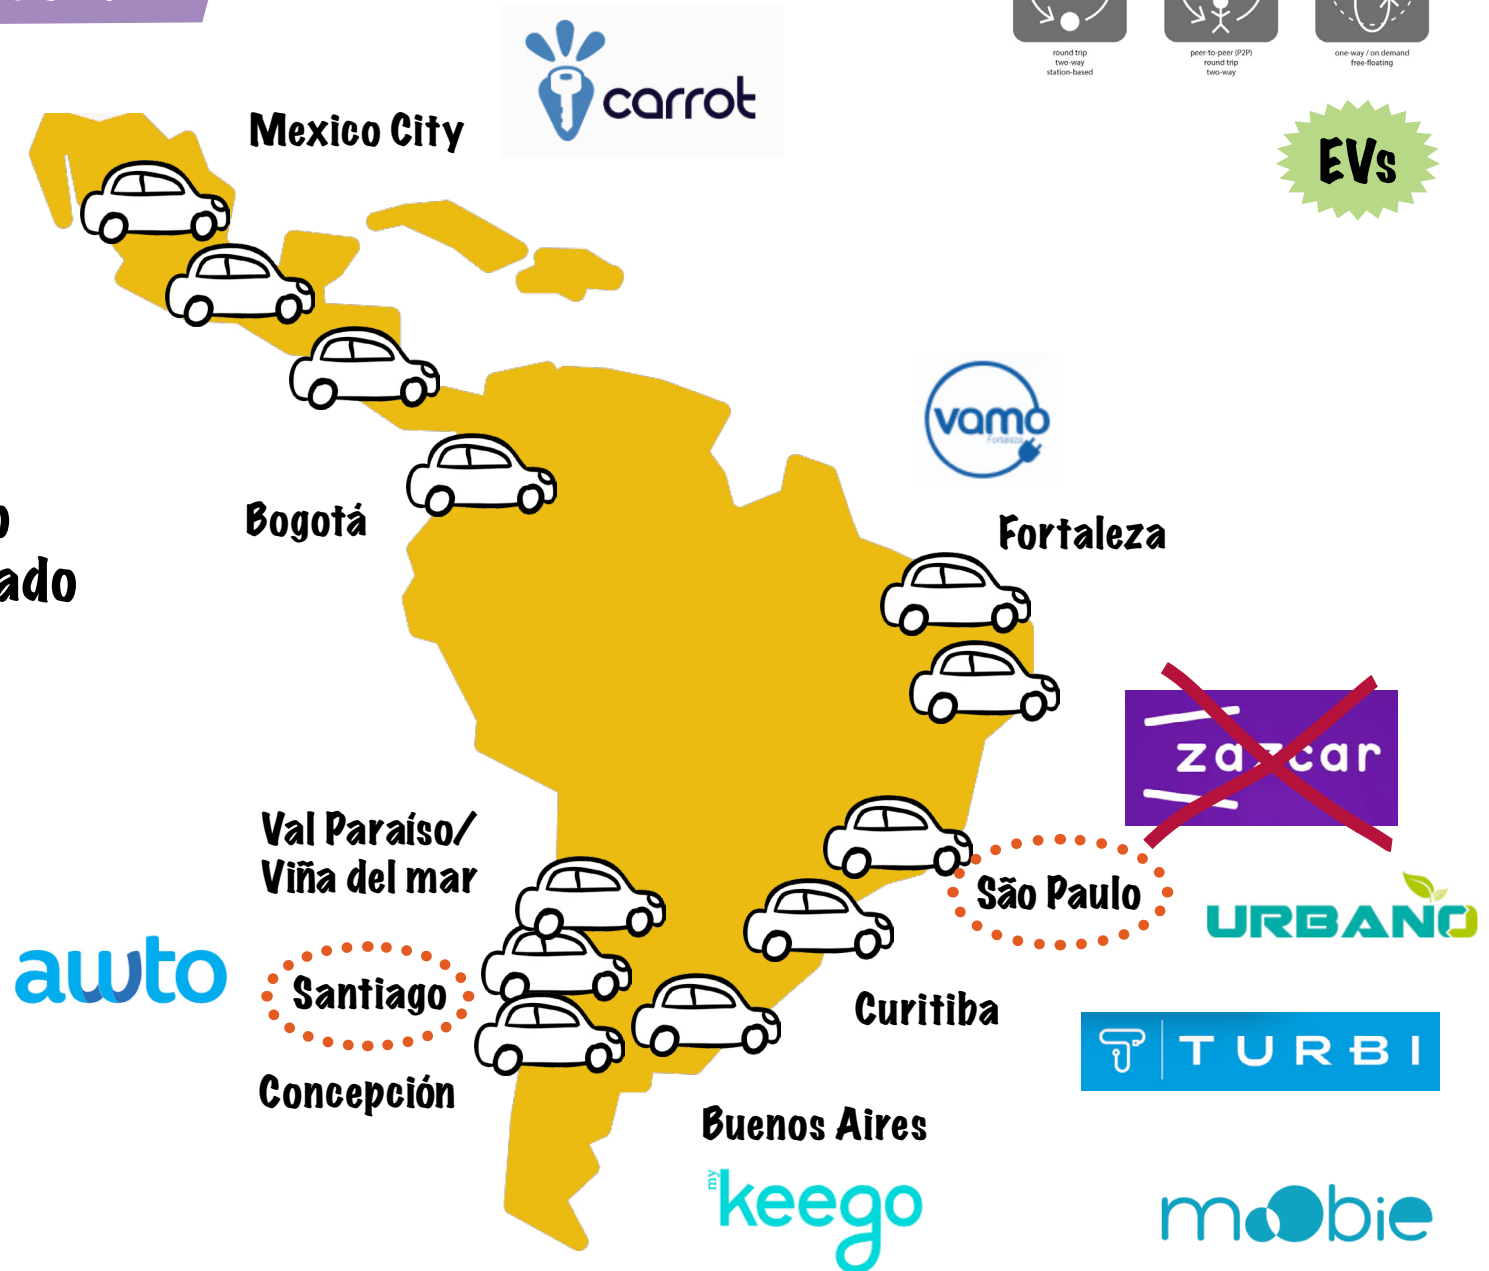 round trip
two-way
station-based
peer-to-peer (P2P)
round trip
two-way
one-way / on demand
free-floating
carrot
Mexico City
EVs
vamo
Fortaleza
Bogotá
Fortaleza
ado
zazcar
Val Paraíso/
Viña del mar
São Paulo
URBANO
awto
Santiago
Curitiba
TURBI
Concepción
Buenos Aires
my
keego
moobie